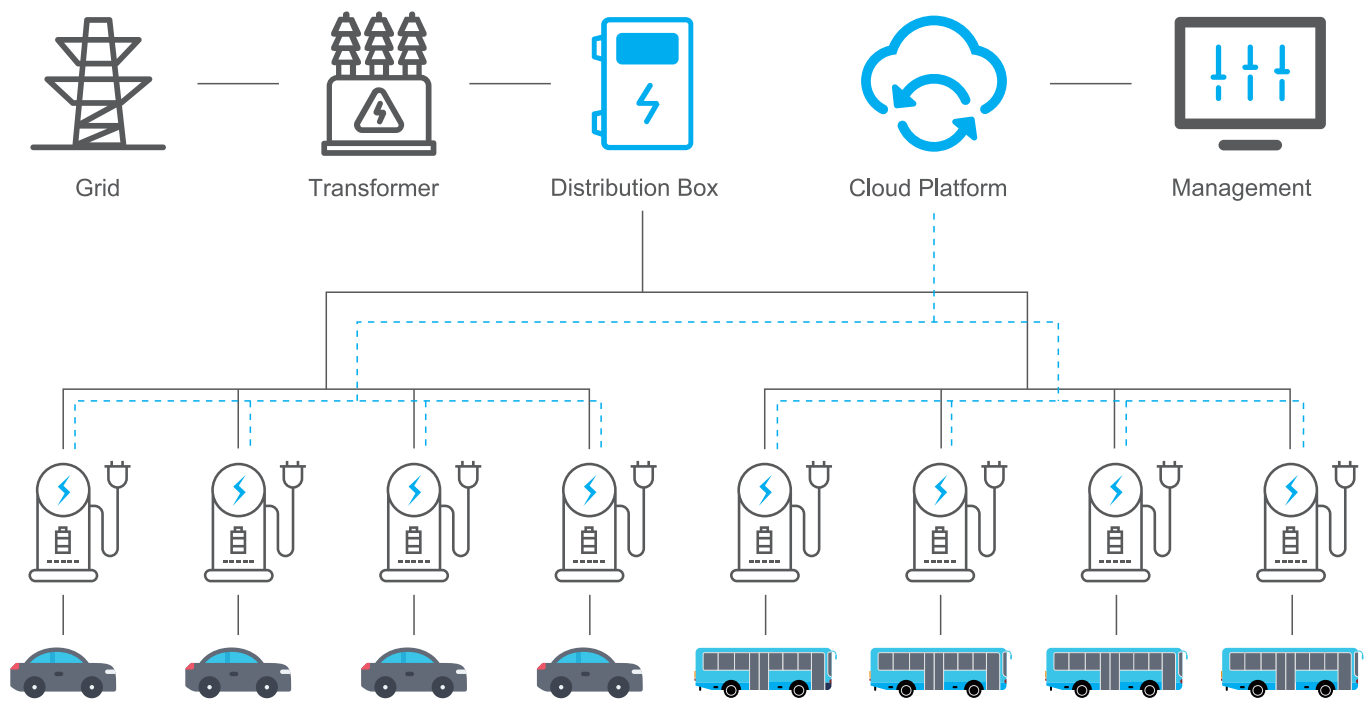 Grid
Transformer
Distribution Box
Cloud Platform
Management